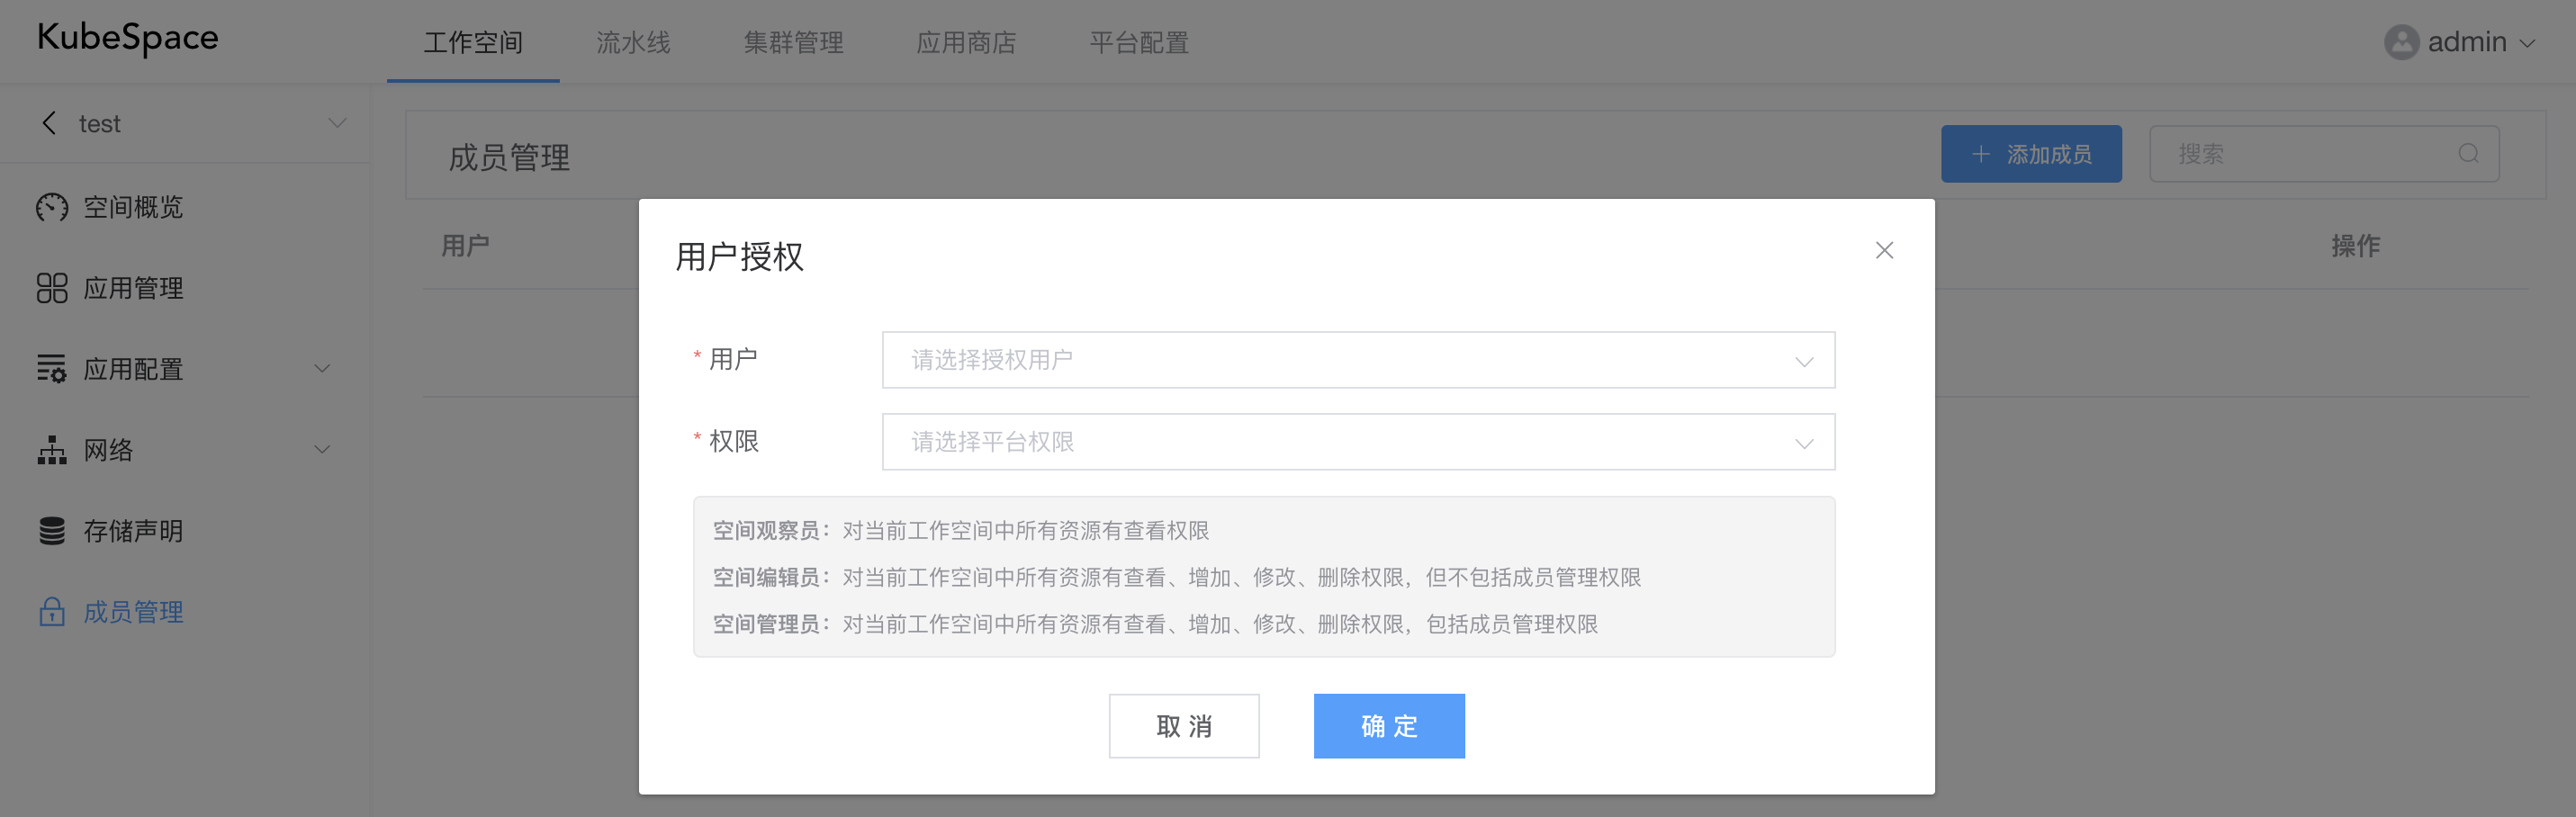 KubeSpace
工作空间
流水线
集群管理
应用商店
平台配置
admin
test
空间概览
应用管理
应用配置
网络
存储声明
成员管理
成员管理
+ 添加成员
搜索
用户
操作
用户授权
* 用户
请选择授权用户
* 权限
请选择平台权限
空间观察员：对当前工作空间中所有资源有查看权限
空间编辑员：对当前工作空间中所有资源有查看、增加、修改、删除权限，但不包括成员管理权限
空间管理员：对当前工作空间中所有资源有查看、增加、修改、删除权限，包括成员管理权限
取 消
确 定